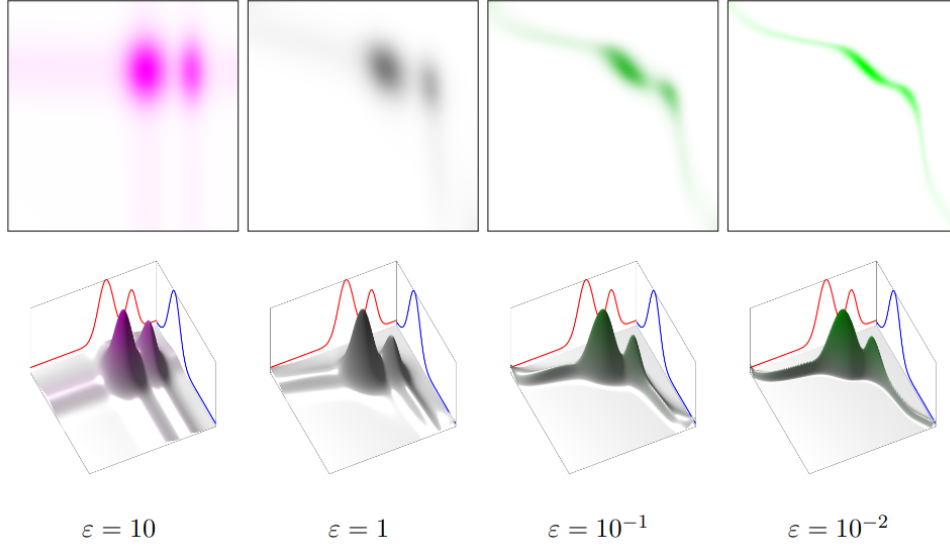 ε = 10 ε = 1 ε = 10⁻¹ ε = 10⁻²